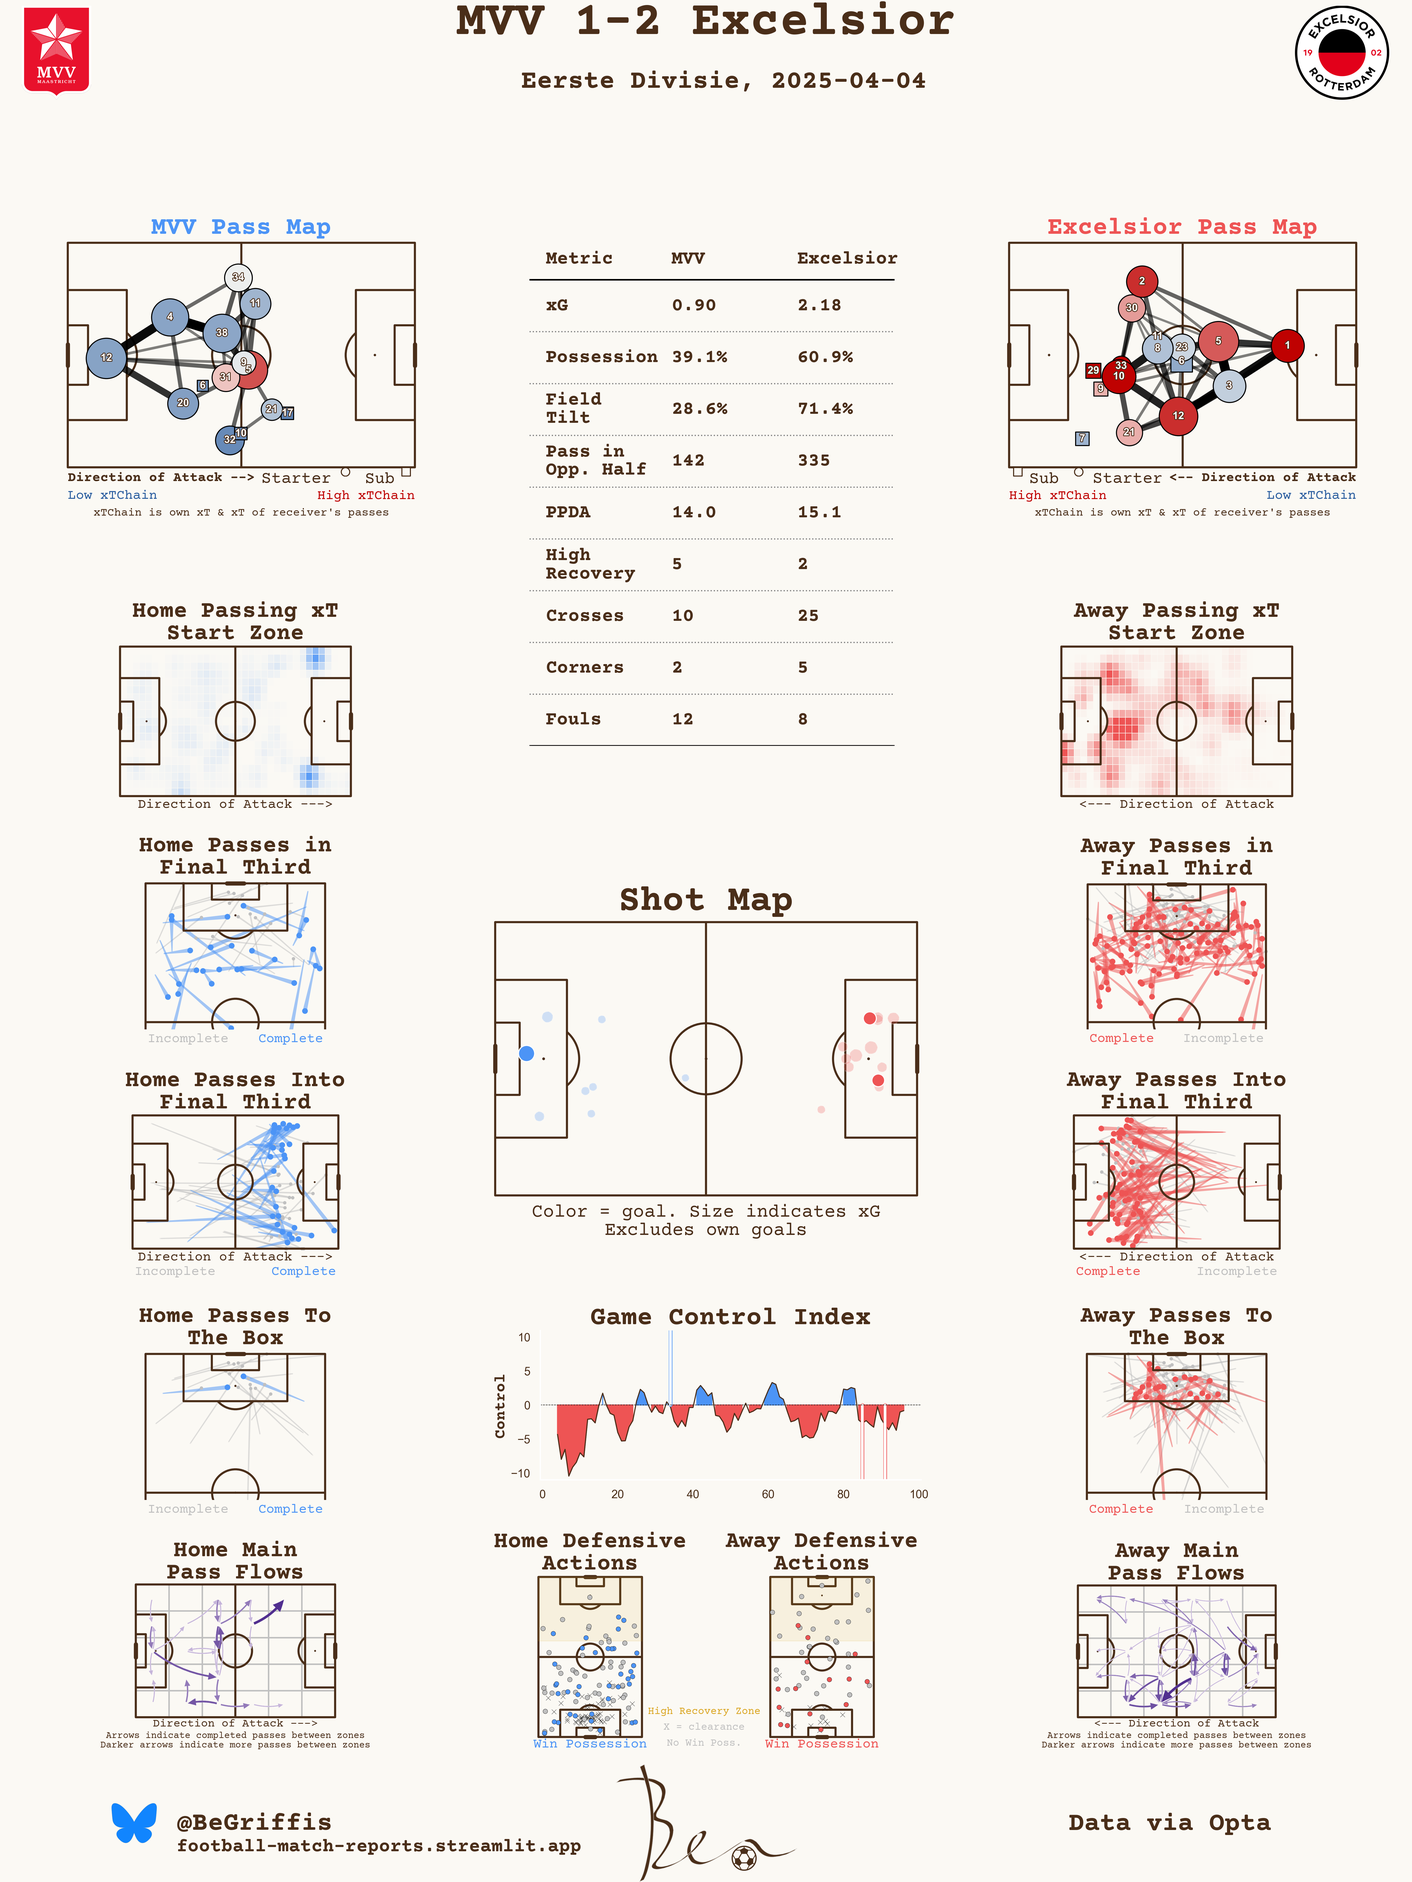 MVV 1-2 Excelsior
Eerste Divisie, 2025-04-04
MVV
MAASTRICHT
EXCELSIOR
19 02
ROTTERDAM
MVV Pass Map
34
11
4
38
12
9
5
31
6
20
21
17
10
32
Direction of Attack --> Starter Sub
Low xTChain High xTChain
xTChain is own xT & xT of receiver's passes
Metric MVV Excelsior
xG 0.90 2.18
Possession 39.1% 60.9%
Field
Tilt 28.6% 71.4%
Pass in
Opp. Half 142 335
PPDA 14.0 15.1
High
Recovery 5 2
Crosses 10 25
Corners 2 5
Fouls 12 8
Excelsior Pass Map
2
30
11
8
23
6
5
1
33
29
10
9
3
12
21
7
Sub Starter <-- Direction of Attack
High xTChain Low xTChain
xTChain is own xT & xT of receiver's passes
Home Passing xT
Start Zone
Direction of Attack --->
Away Passing xT
Start Zone
<--- Direction of Attack
Home Passes in
Final Third
Incomplete Complete
Away Passes in
Final Third
Complete Incomplete
Shot Map
Color = goal. Size indicates xG
Excludes own goals
Home Passes Into
Final Third
Direction of Attack --->
Incomplete Complete
Away Passes Into
Final Third
<--- Direction of Attack
Complete Incomplete
Home Passes To
The Box
Incomplete Complete
Game Control Index
Control
10
5
0
−5
−10
0 20 40 60 80 100
Away Passes To
The Box
Complete Incomplete
Home Main
Pass Flows
Direction of Attack --->
Arrows indicate completed passes between zones
Darker arrows indicate more passes between zones
Home Defensive
Actions
Win Possession
High Recovery Zone
X = clearance
No Win Poss.
Away Defensive
Actions
Win Possession
Away Main
Pass Flows
<--- Direction of Attack
Arrows indicate completed passes between zones
Darker arrows indicate more passes between zones
@BeGriffis
football-match-reports.streamlit.app
Ben
Data via Opta